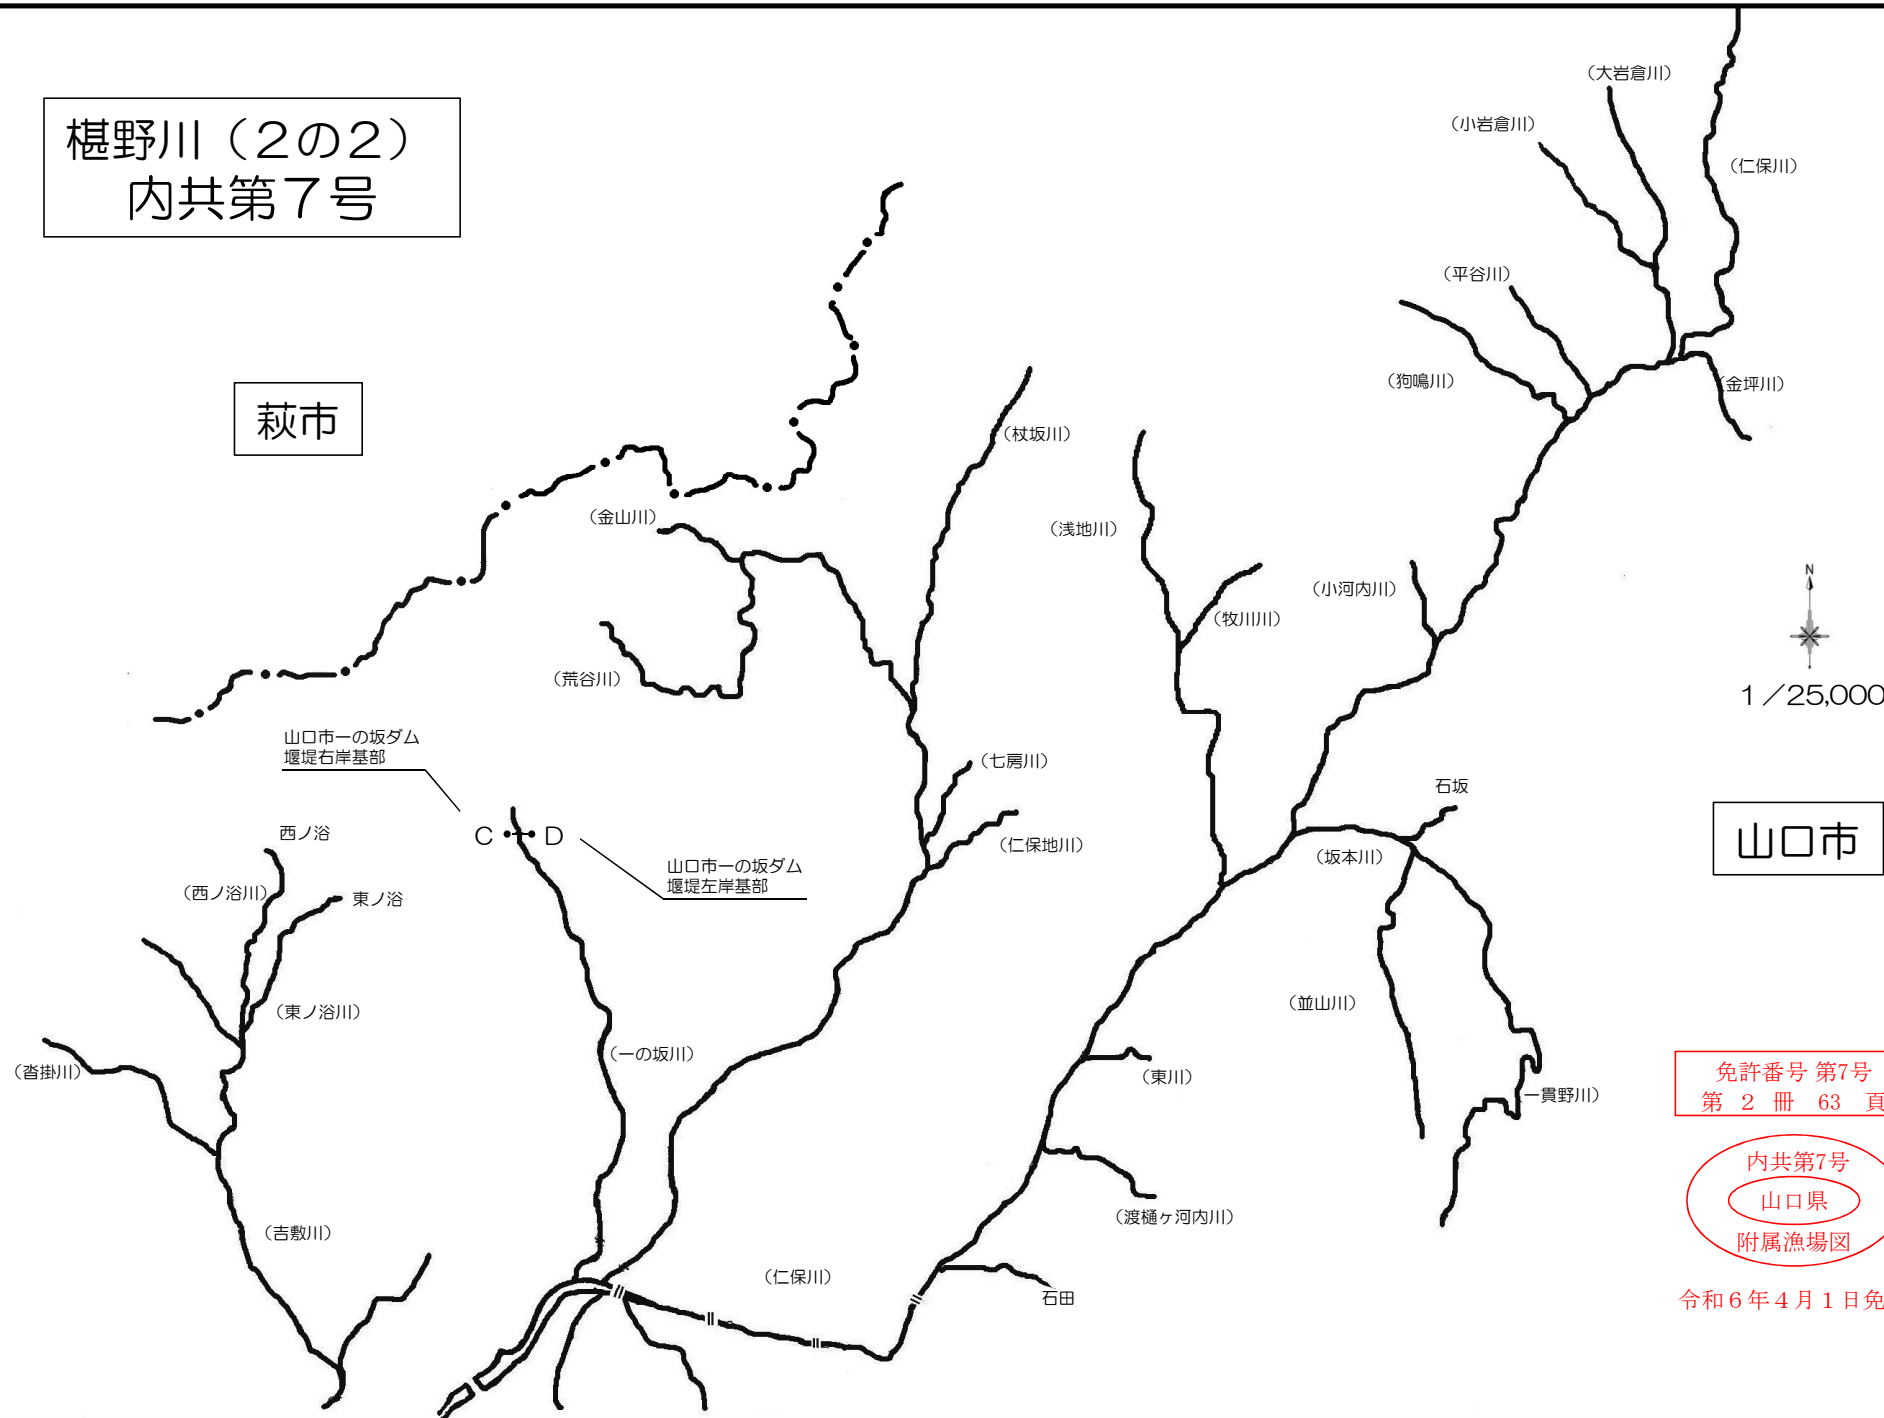 椹野川（２の２）
内共第７号
萩市
（大岩倉川）
（小岩倉川）
（仁保川）
（平谷川）
（狗鳴川）
（金坪川）
（杖坂川）
（金山川）
（浅地川）
（牧川川）
（小河内川）
（荒谷川）
N
1／25,000
山口市一の坂ダム
堰堤右岸基部
C
D
山口市一の坂ダム
堰堤左岸基部
（七房川）
（仁保地川）
石坂
（坂本川）
山口市
西ノ浴
（西ノ浴川）
東ノ浴
（東ノ浴川）
（沓掛川）
（一の坂川）
（並山川）
（東川）
（一貫野川）
（渡樋ヶ河内川）
（吉敷川）
（仁保川）
石田
免許番号 第7号
第 2 冊 63 頁
内共第7号
山口県
附属漁場図
令和６年４月１日免